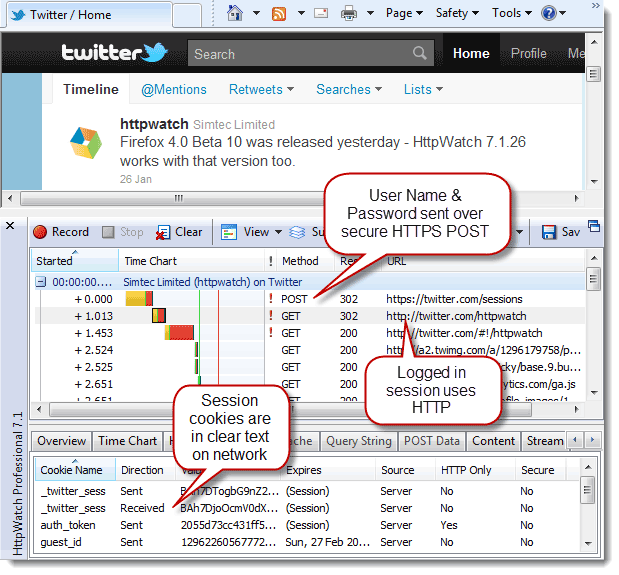 Twitter / Home
Page Safety Tools
twitter Search Home Profile Me
Timeline @Mentions Retweets Searches Lists
httpwatch Simtec Limited
Firefox 4.0 Beta 10 was released yesterday - HttpWatch 7.1.26
works with that version too.
26 Jan
User Name &
Password sent over
secure HTTPS POST
Record Stop Clear View Su Sav
Started Time Chart ! Method Res URL
00:00:00.... Simtec Limited (httpwatch) on Twitter
+ 0.000 ! POST 302 https://twitter.com/sessions
+ 1.013 GET 302 http://twitter.com/httpwatch
+ 1.453 ! GET 200 http://twitter.com/#!/httpwatch
+ 2.524 GET 200 http://a2.twimg.com/a/1296179758/p...
+ 2.525 GET cky/base.9.bu
+ 2.651 GET ytics.com/ga.js
Logged in
session uses
HTTP
Session
cookies are
in clear text
on network
Overview Time Chart H ache Query String POST Data Content Stream
Cookie Name Direction Valu Expires Source HTTP Only Secure
_twitter_sess Sent BAh7DTogbG9nZ2... (Session) Server No No
_twitter_sess Received BAh7DjoOcmV0dX... (Session) Server No No
auth_token Sent 2055d73cc431ff5... (Session) Server Yes No
guest_id Sent 12962260567772... Sun, 27 Feb 20... Server No No
HttpWatch Professional 7.1